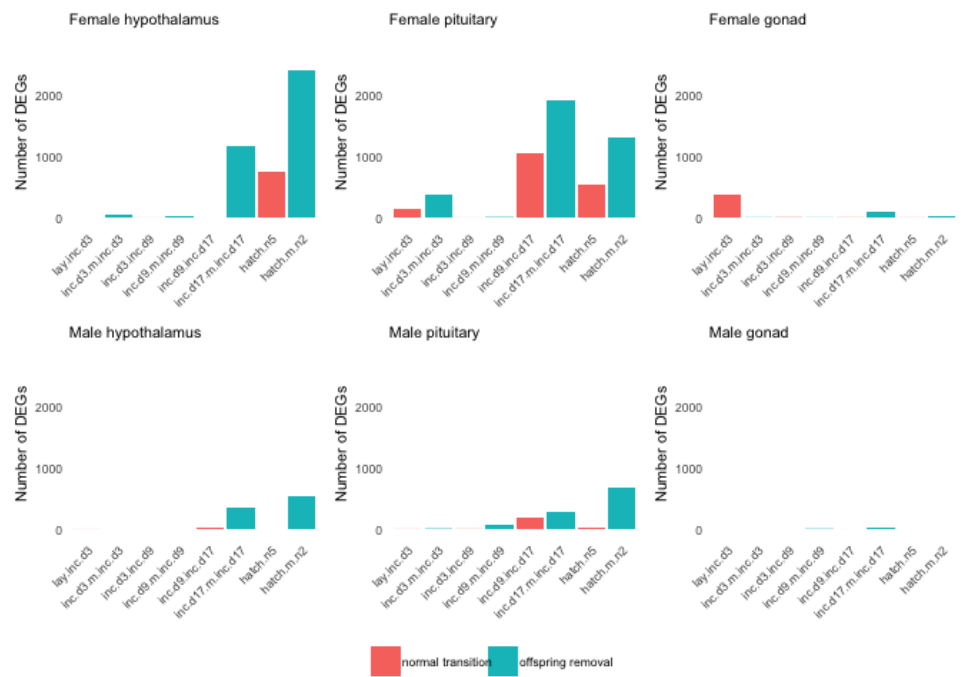 Female hypothalamus
Female pituitary
Female gonad
Number of DEGs
2000
1000
0
lay.inc.d3
inc.d3.m.inc.d3
inc.d3.inc.d9
inc.d9.m.inc.d9
inc.d9.inc.d17
inc.d17.m.inc.d17
hatch.n5
hatch.m.n2
Number of DEGs
2000
1000
0
lay.inc.d3
inc.d3.m.inc.d3
inc.d3.inc.d9
inc.d9.m.inc.d9
inc.d9.inc.d17
inc.d17.m.inc.d17
hatch.n5
hatch.m.n2
Number of DEGs
2000
1000
0
lay.inc.d3
inc.d3.m.inc.d3
inc.d3.inc.d9
inc.d9.m.inc.d9
inc.d9.inc.d17
inc.d17.m.inc.d17
hatch.n5
hatch.m.n2
Male hypothalamus
Male pituitary
Male gonad
Number of DEGs
2000
1000
0
lay.inc.d3
inc.d3.m.inc.d3
inc.d3.inc.d9
inc.d9.m.inc.d9
inc.d9.inc.d17
inc.d17.m.inc.d17
hatch.n5
hatch.m.n2
Number of DEGs
2000
1000
0
lay.inc.d3
inc.d3.m.inc.d3
inc.d3.inc.d9
inc.d9.m.inc.d9
inc.d9.inc.d17
inc.d17.m.inc.d17
hatch.n5
hatch.m.n2
Number of DEGs
2000
1000
0
lay.inc.d3
inc.d3.m.inc.d3
inc.d3.inc.d9
inc.d9.m.inc.d9
inc.d9.inc.d17
inc.d17.m.inc.d17
hatch.n5
hatch.m.n2
normal transition
offspring removal